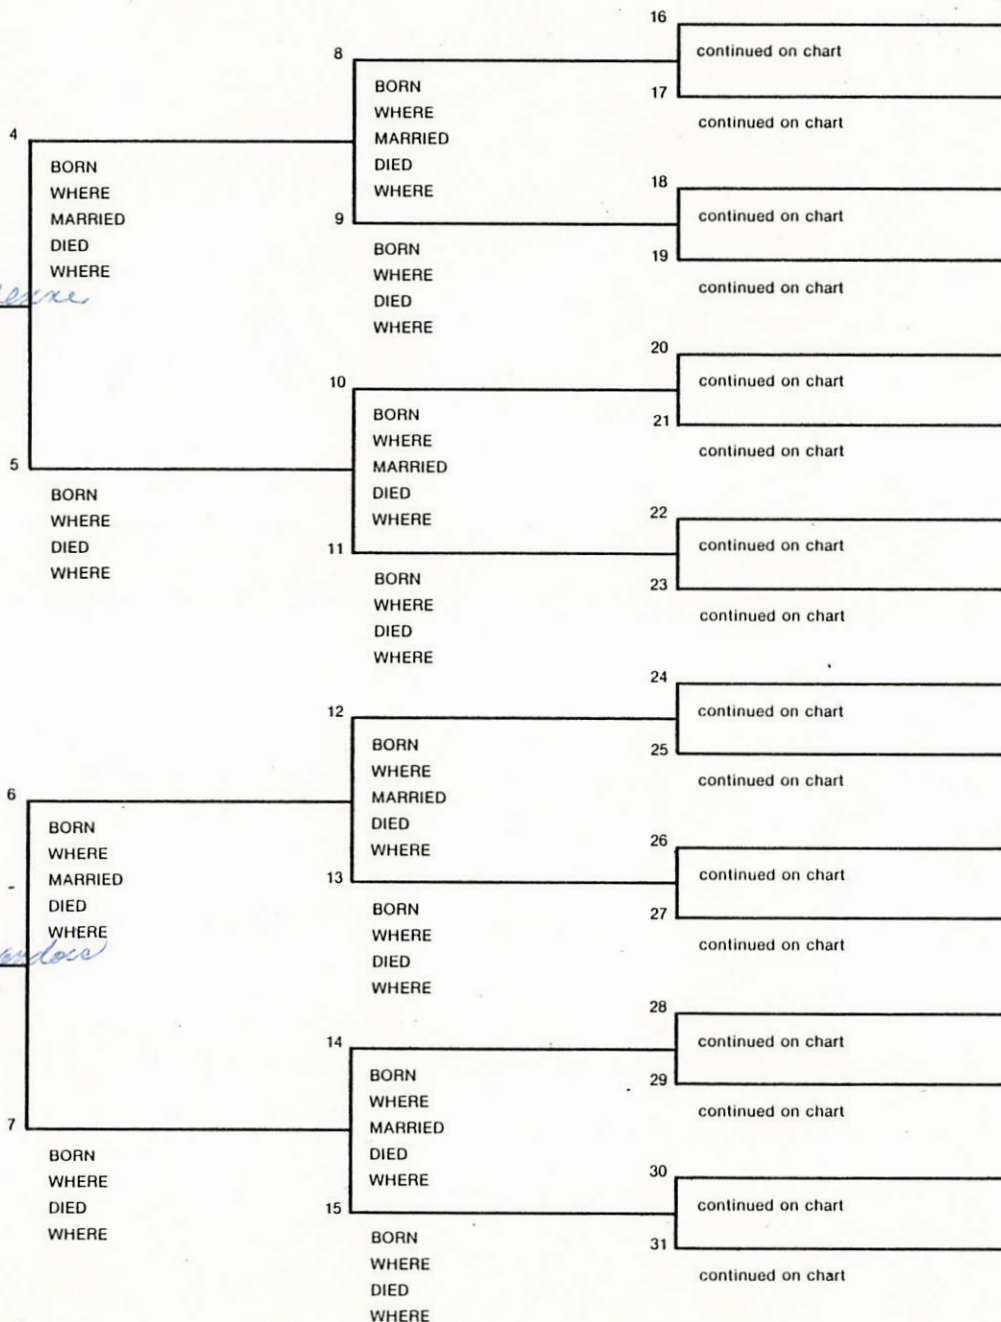 4
BORN
WHERE
MARRIED
DIED
WHERE
5
BORN
WHERE
DIED
WHERE
6
BORN
WHERE
MARRIED
DIED
WHERE
7
BORN
WHERE
DIED
WHERE
8
BORN
WHERE
MARRIED
DIED
WHERE
9
BORN
WHERE
DIED
WHERE
10
BORN
WHERE
MARRIED
DIED
WHERE
11
BORN
WHERE
DIED
WHERE
12
BORN
WHERE
MARRIED
DIED
WHERE
13
BORN
WHERE
DIED
WHERE
14
BORN
WHERE
MARRIED
DIED
WHERE
15
BORN
WHERE
DIED
WHERE
16
continued on chart
17
continued on chart
18
continued on chart
19
continued on chart
20
continued on chart
21
continued on chart
22
continued on chart
23
continued on chart
24
continued on chart
25
continued on chart
26
continued on chart
27
continued on chart
28
continued on chart
29
continued on chart
30
continued on chart
31
continued on chart